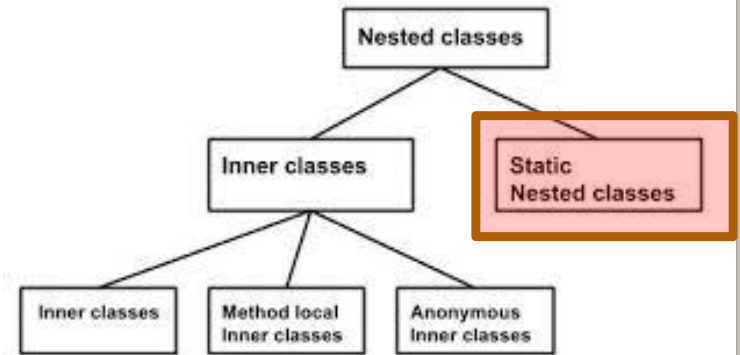 Nested classes
Inner classes
Static
Nested classes
Inner classes
Method local
Inner classes
Anonymous
Inner classes